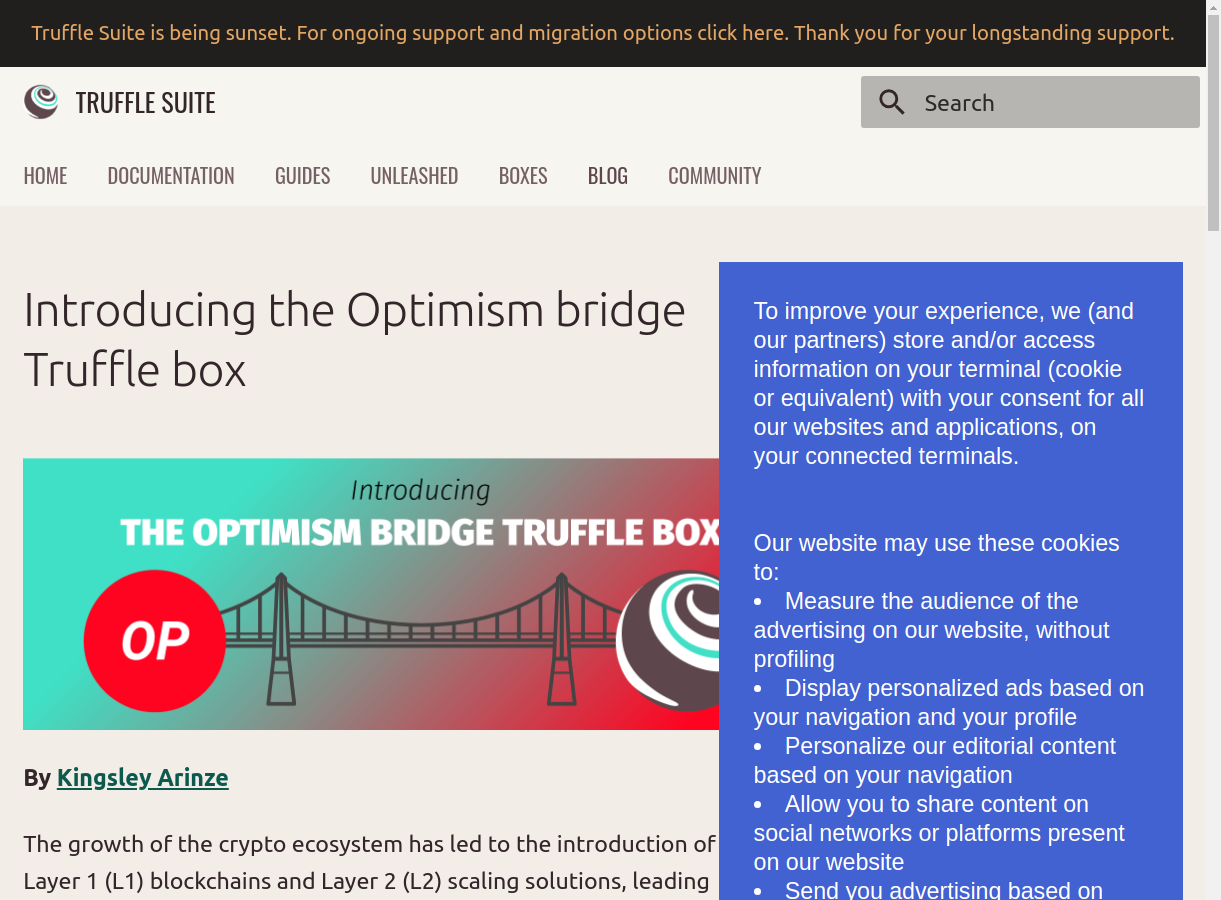 Truffle Suite is being sunset. For ongoing support and migration options click here. Thank you for your longstanding support.
TRUFFLE SUITE
Search
HOME
DOCUMENTATION
GUIDES
UNLEASHED
BOXES
BLOG
COMMUNITY
Introducing the Optimism bridge
Truffle box
Introducing
THE OPTIMISM BRIDGE TRUFFLE BOX
OP
By Kingsley Arinze
The growth of the crypto ecosystem has led to the introduction of
Layer 1 (L1) blockchains and Layer 2 (L2) scaling solutions, leading
To improve your experience, we (and
our partners) store and/or access
information on your terminal (cookie
or equivalent) with your consent for all
our websites and applications, on
your connected terminals.
Our website may use these cookies
to:
• Measure the audience of the
advertising on our website, without
profiling
• Display personalized ads based on
your navigation and your profile
• Personalize our editorial content
based on your navigation
• Allow you to share content on
social networks or platforms present
on our website
• Send you advertising based on